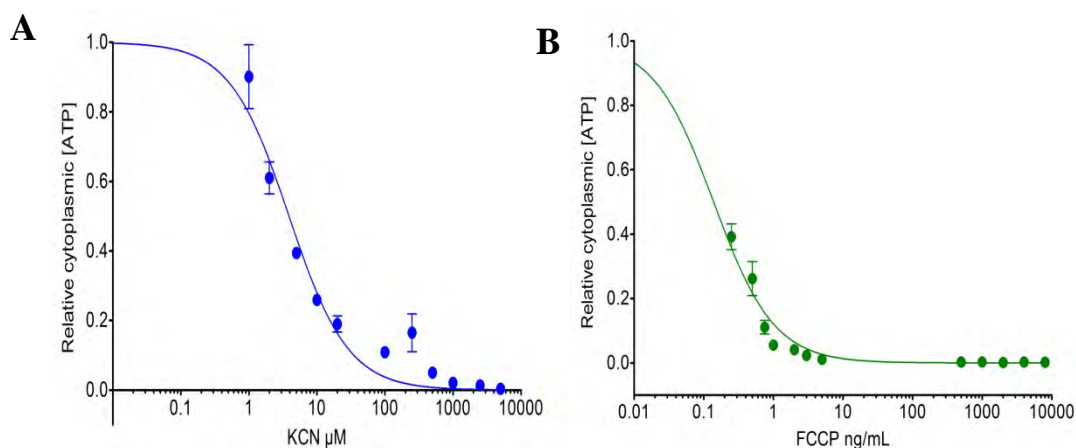 A
Relative cytoplasmic [ATP]
1.0
0.8
0.6
0.4
0.2
0.0
0.1 1 10 100 1000 10000
KCN µM
B
Relative cytoplasmic [ATP]
1.0
0.8
0.6
0.4
0.2
0.0
0.01 0.1 1 10 100 1000 10000
FCCP ng/mL